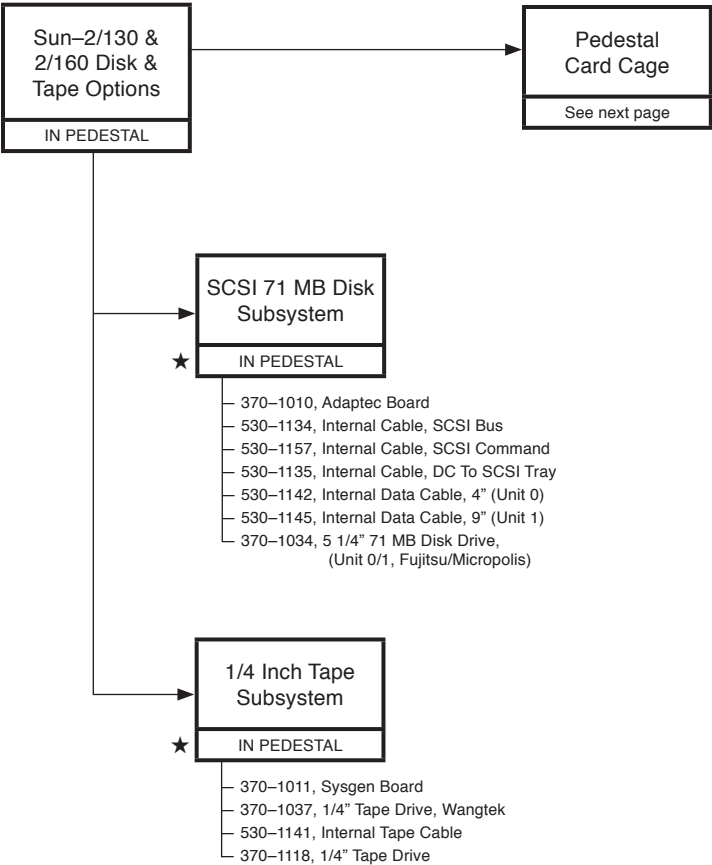 Sun–2/130 &
2/160 Disk &
Tape Options
IN PEDESTAL
Pedestal
Card Cage
See next page
SCSI 71 MB Disk
Subsystem
★ IN PEDESTAL
370–1010, Adaptec Board
530–1134, Internal Cable, SCSI Bus
530–1157, Internal Cable, SCSI Command
530–1135, Internal Cable, DC To SCSI Tray
530–1142, Internal Data Cable, 4” (Unit 0)
530–1145, Internal Data Cable, 9” (Unit 1)
370–1034, 5 1/4” 71 MB Disk Drive,
(Unit 0/1, Fujitsu/Micropolis)
1/4 Inch Tape
Subsystem
★ IN PEDESTAL
370–1011, Sysgen Board
370–1037, 1/4” Tape Drive, Wangtek
530–1141, Internal Tape Cable
370–1118, 1/4” Tape Drive